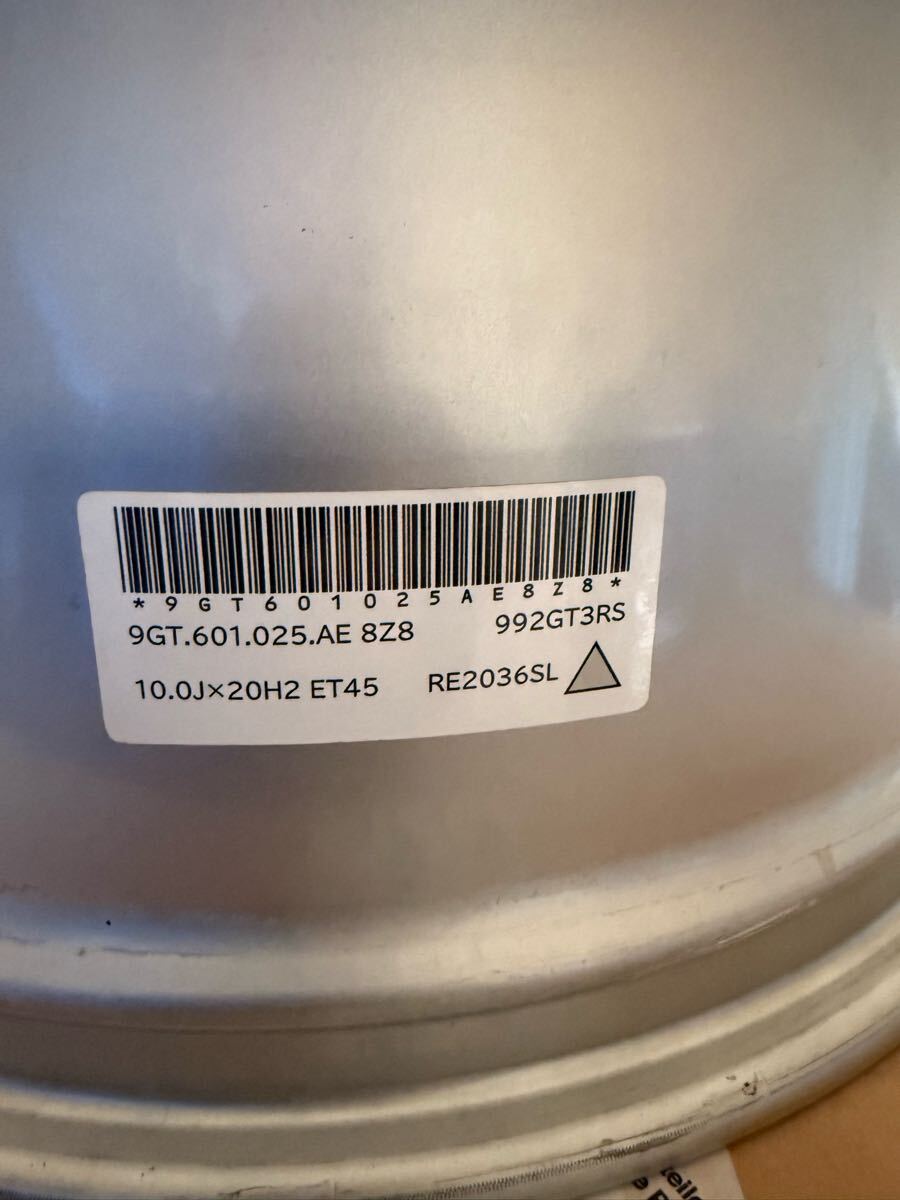 *9GT601025AE8Z8*
9GT.601.025.AE 8Z8 992GT3RS
10.0J×20H2 ET45 RE2036SL